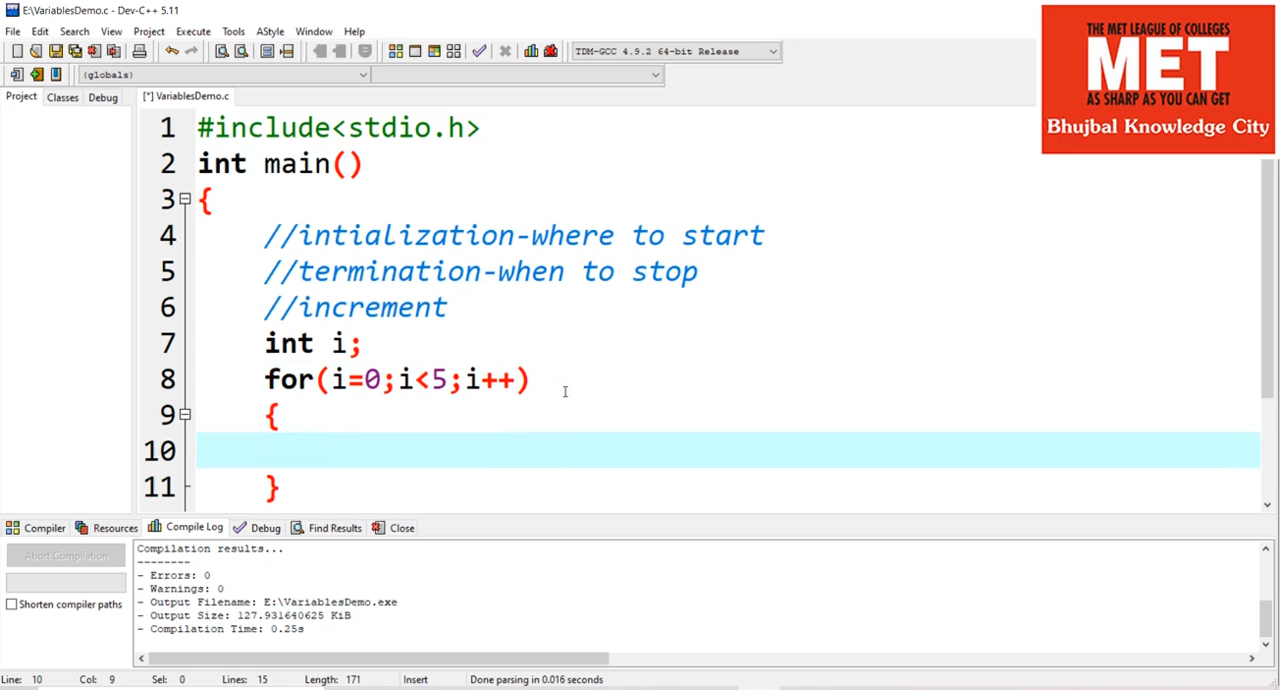 E:\VariablesDemo.c - Dev-C++ 5.11
File Edit Search View Project Execute Tools AStyle Window Help
TDM-GCC 4.9.2 64-bit Release
(globals)
Project Classes Debug [*] VariablesDemo.c
THE MET LEAGUE OF COLLEGES
MET
AS SHARP AS YOU CAN GET
Bhujbal Knowledge City
1 #include<stdio.h>
2 int main()
3 {
4 //intialization-where to start
5 //termination-when to stop
6 //increment
7 int i;
8 for(i=0;i<5;i++)
9 {
10
11 }
Compiler Resources Compile Log Debug Find Results Close
Abort Compilation
Shorten compiler paths
Compilation results...
--------
- Errors: 0
- Warnings: 0
- Output Filename: E:\VariablesDemo.exe
- Output Size: 127.931640625 KiB
- Compilation Time: 0.25s
Line: 10 Col: 9 Sel: 0 Lines: 15 Length: 171 Insert Done parsing in 0.016 seconds